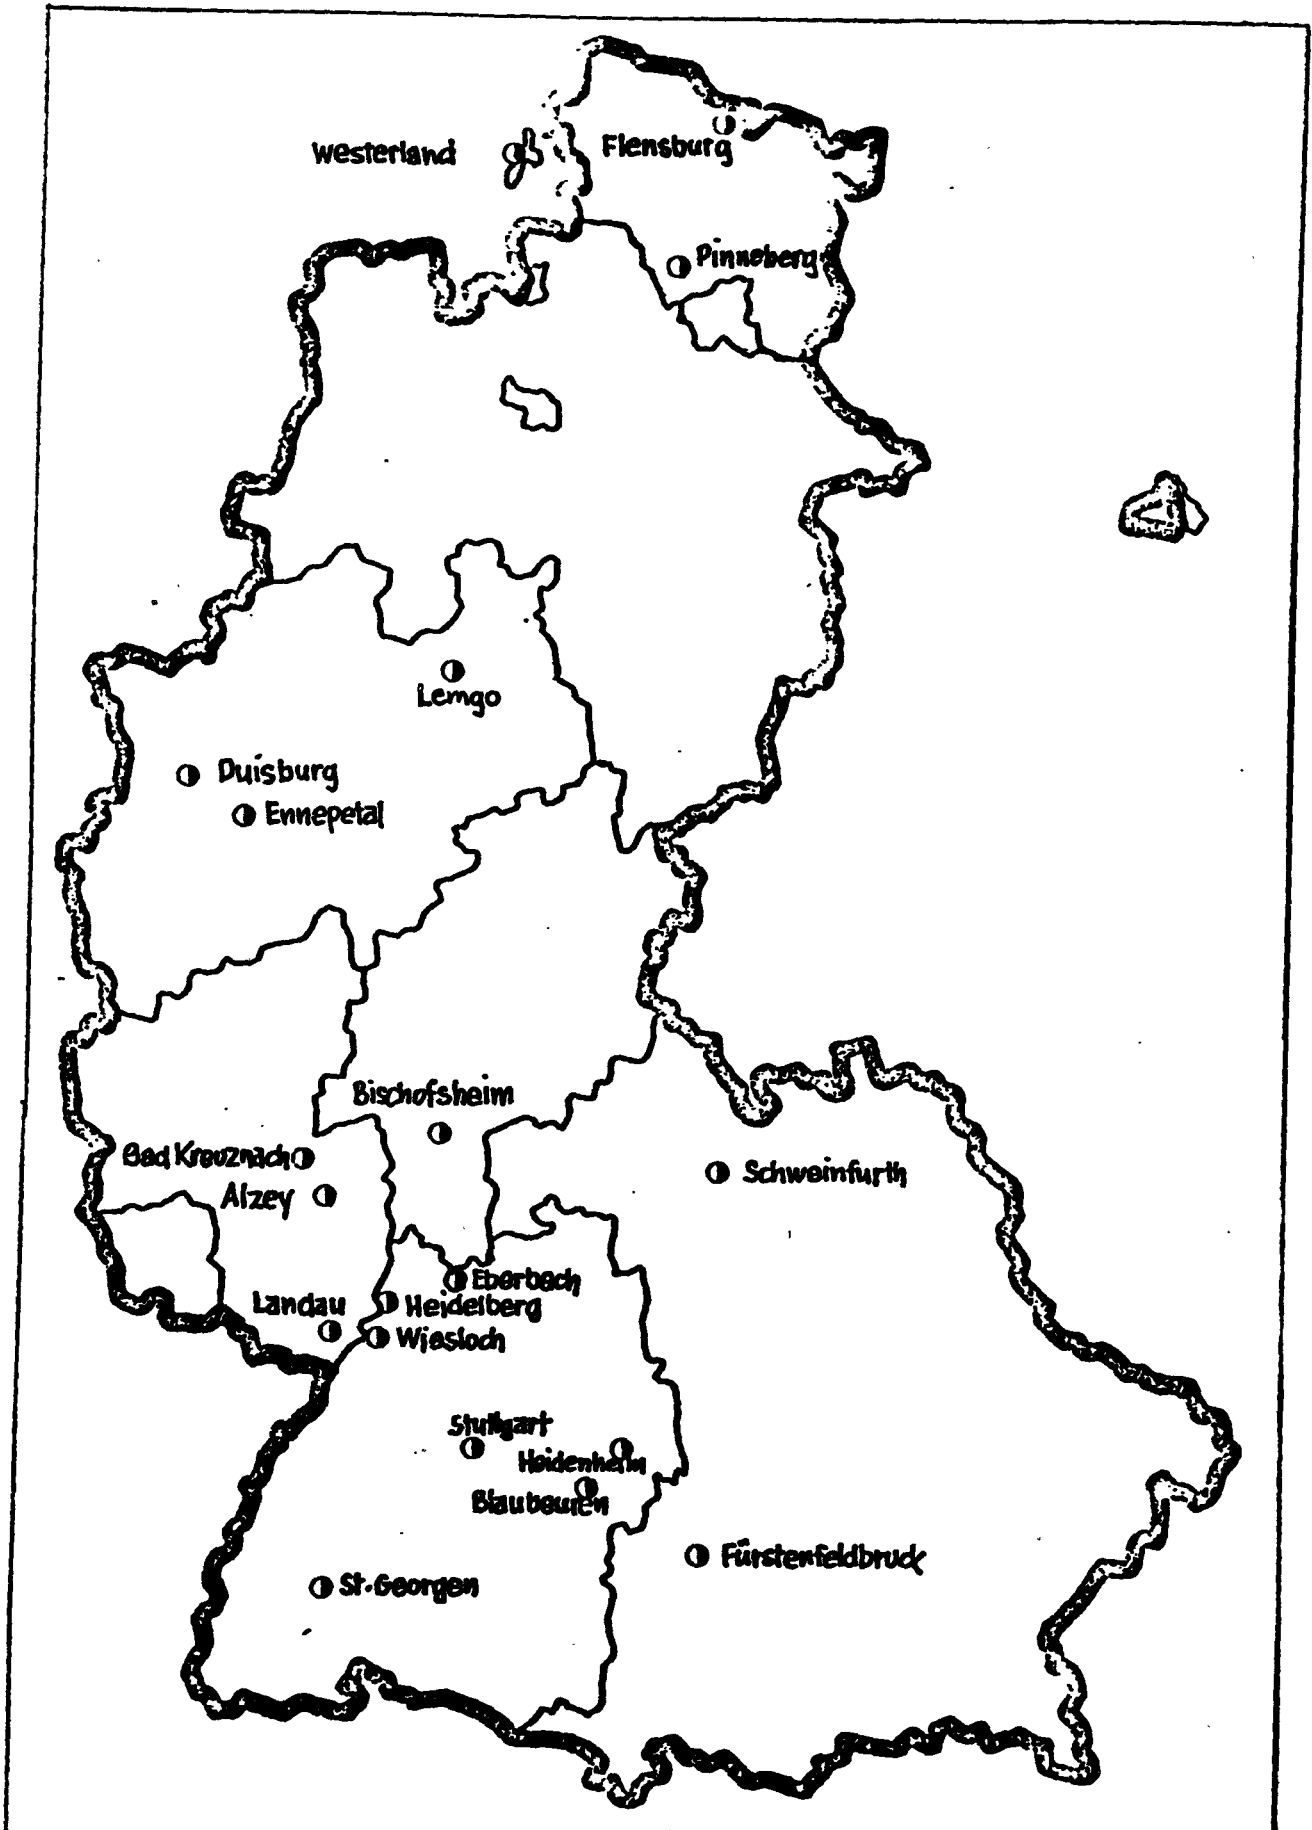 Westerland
Flensburg
Pinneberg
Lemgo
Duisburg
Ennepetal
Bischofsheim
Bad Kreuznach
Alzey
Schweinfurth
Eberbach
Landau
Heidelberg
Wiesloch
Stuttgart
Heidenheim
Blaubeuren
Fürstenfeldbruck
St.Georgen